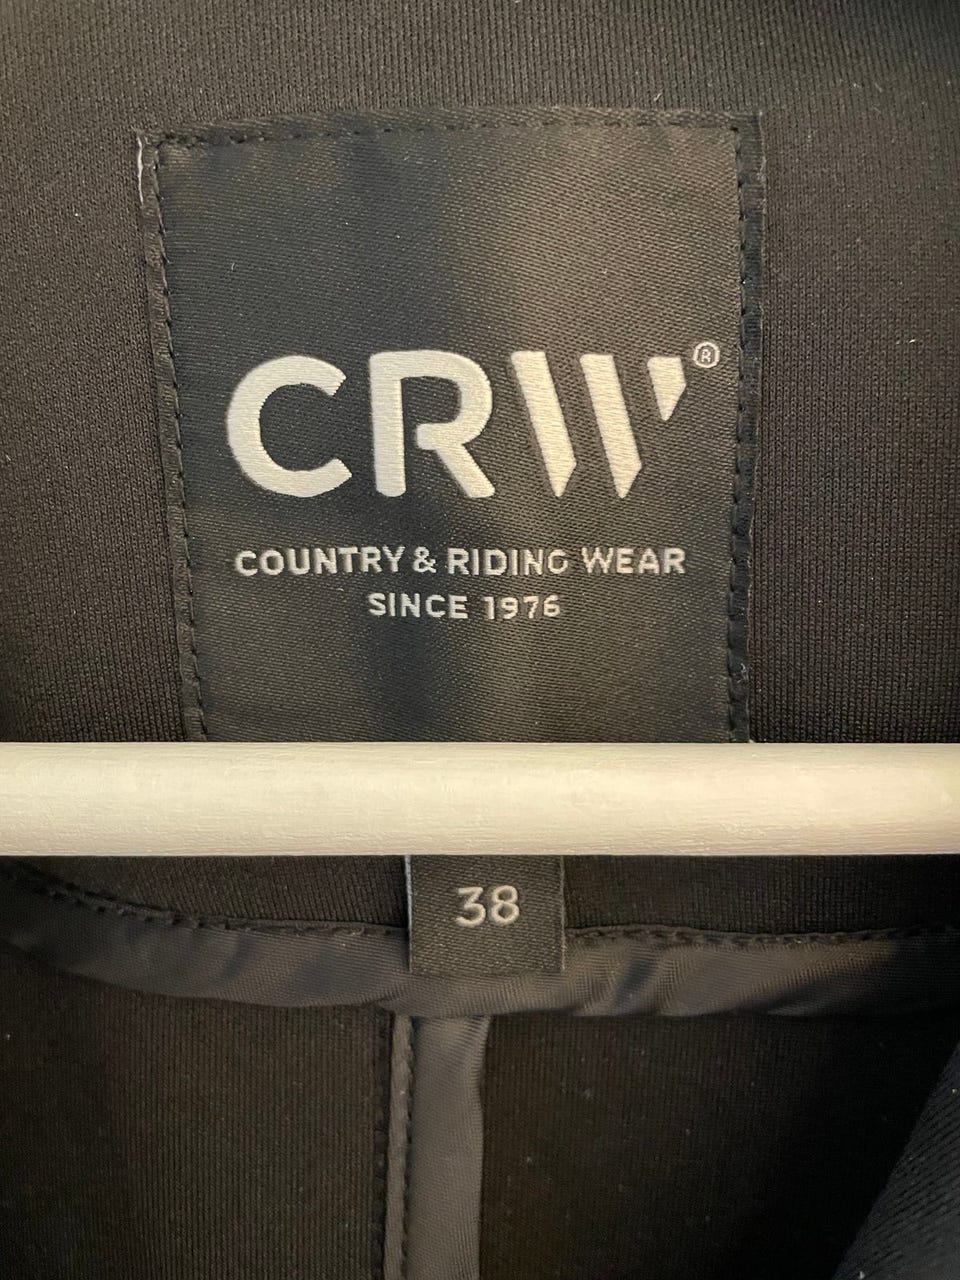 CRW®
COUNTRY & RIDING WEAR
SINCE 1976
38